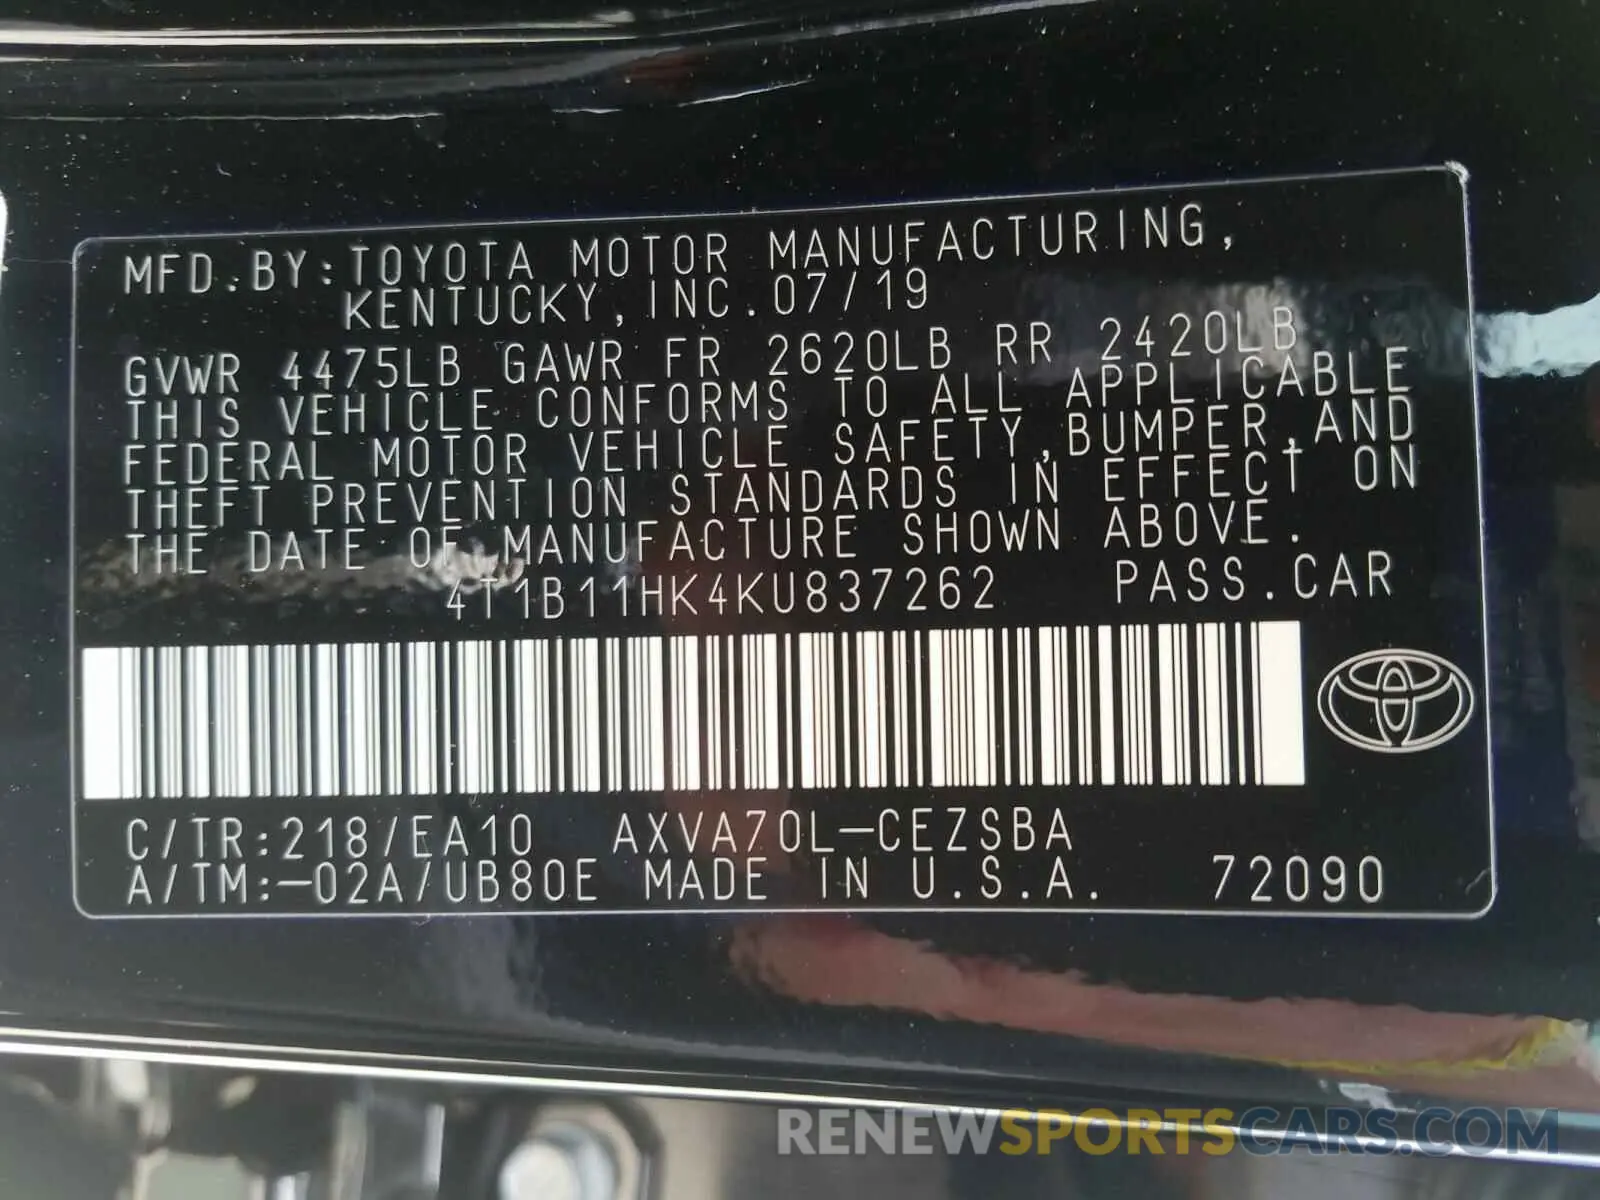 MFD.BY:TOYOTA MOTOR MANUFACTURING,
KENTUCKY,INC.07/19
GVWR 4475LB GAWR FR 2620LB RR 2420LB
THIS VEHICLE CONFORMS TO ALL APPLICABLE
FEDERAL MOTOR VEHICLE SAFETY,BUMPER,AND
THEFT PREVENTION STANDARDS IN EFFECT ON
THE DATE OF MANUFACTURE SHOWN ABOVE.
4T1B11HK4KU837262 PASS.CAR
C/TR:218/EA10 AXVA70L-CEZSBA
A/TM:-02A/UB80E MADE IN U.S.A. 72090
RENEWSPORTSCARS.COM